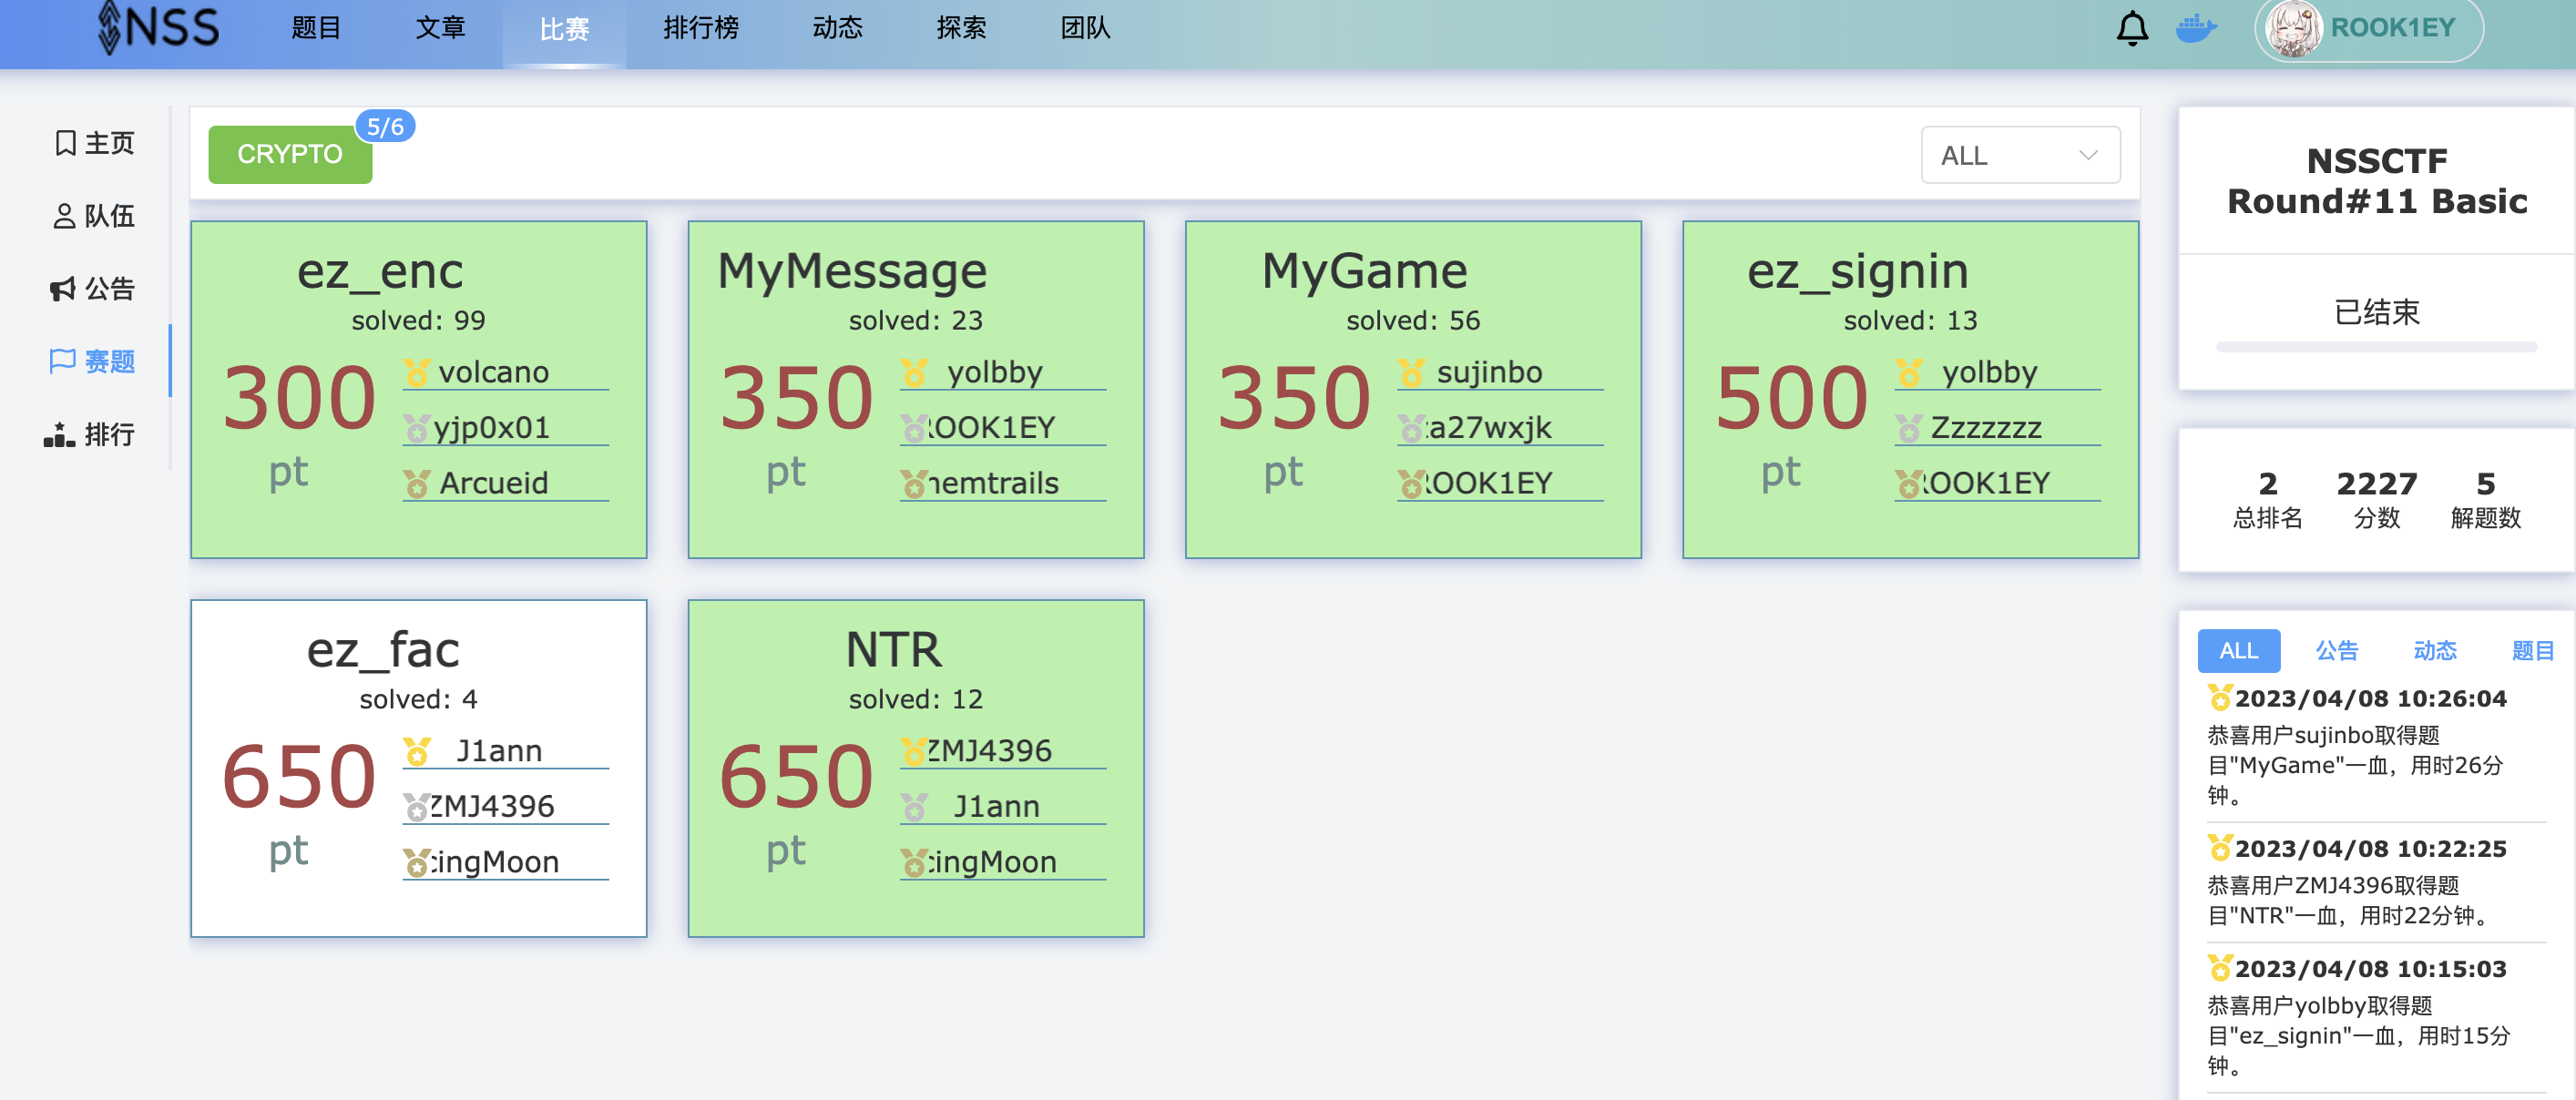 NSS
题目
文章
比赛
排行榜
动态
探索
团队
ROOK1EY
主页
队伍
公告
赛题
排行
CRYPTO
5/6
ALL
ez_enc
solved: 99
300
pt
volcano
yjp0x01
Arcueid
MyMessage
solved: 23
350
pt
yolbby
ROOK1EY
hemtrails
MyGame
solved: 56
350
pt
sujinbo
a27wxjk
ROOK1EY
ez_signin
solved: 13
500
pt
yolbby
Zzzzzzz
ROOK1EY
ez_fac
solved: 4
650
pt
J1ann
ZMJ4396
cingMoon
NTR
solved: 12
650
pt
ZMJ4396
J1ann
cingMoon
NSSCTF
Round#11 Basic
已结束
2 2227 5
总排名 分数 解题数
ALL 公告 动态 题目
2023/04/08 10:26:04
恭喜用户sujinbo取得题
目"MyGame"一血，用时26分
钟。
2023/04/08 10:22:25
恭喜用户ZMJ4396取得题
目"NTR"一血，用时22分钟。
2023/04/08 10:15:03
恭喜用户yolbby取得题
目"ez_signin"一血，用时15分
钟。